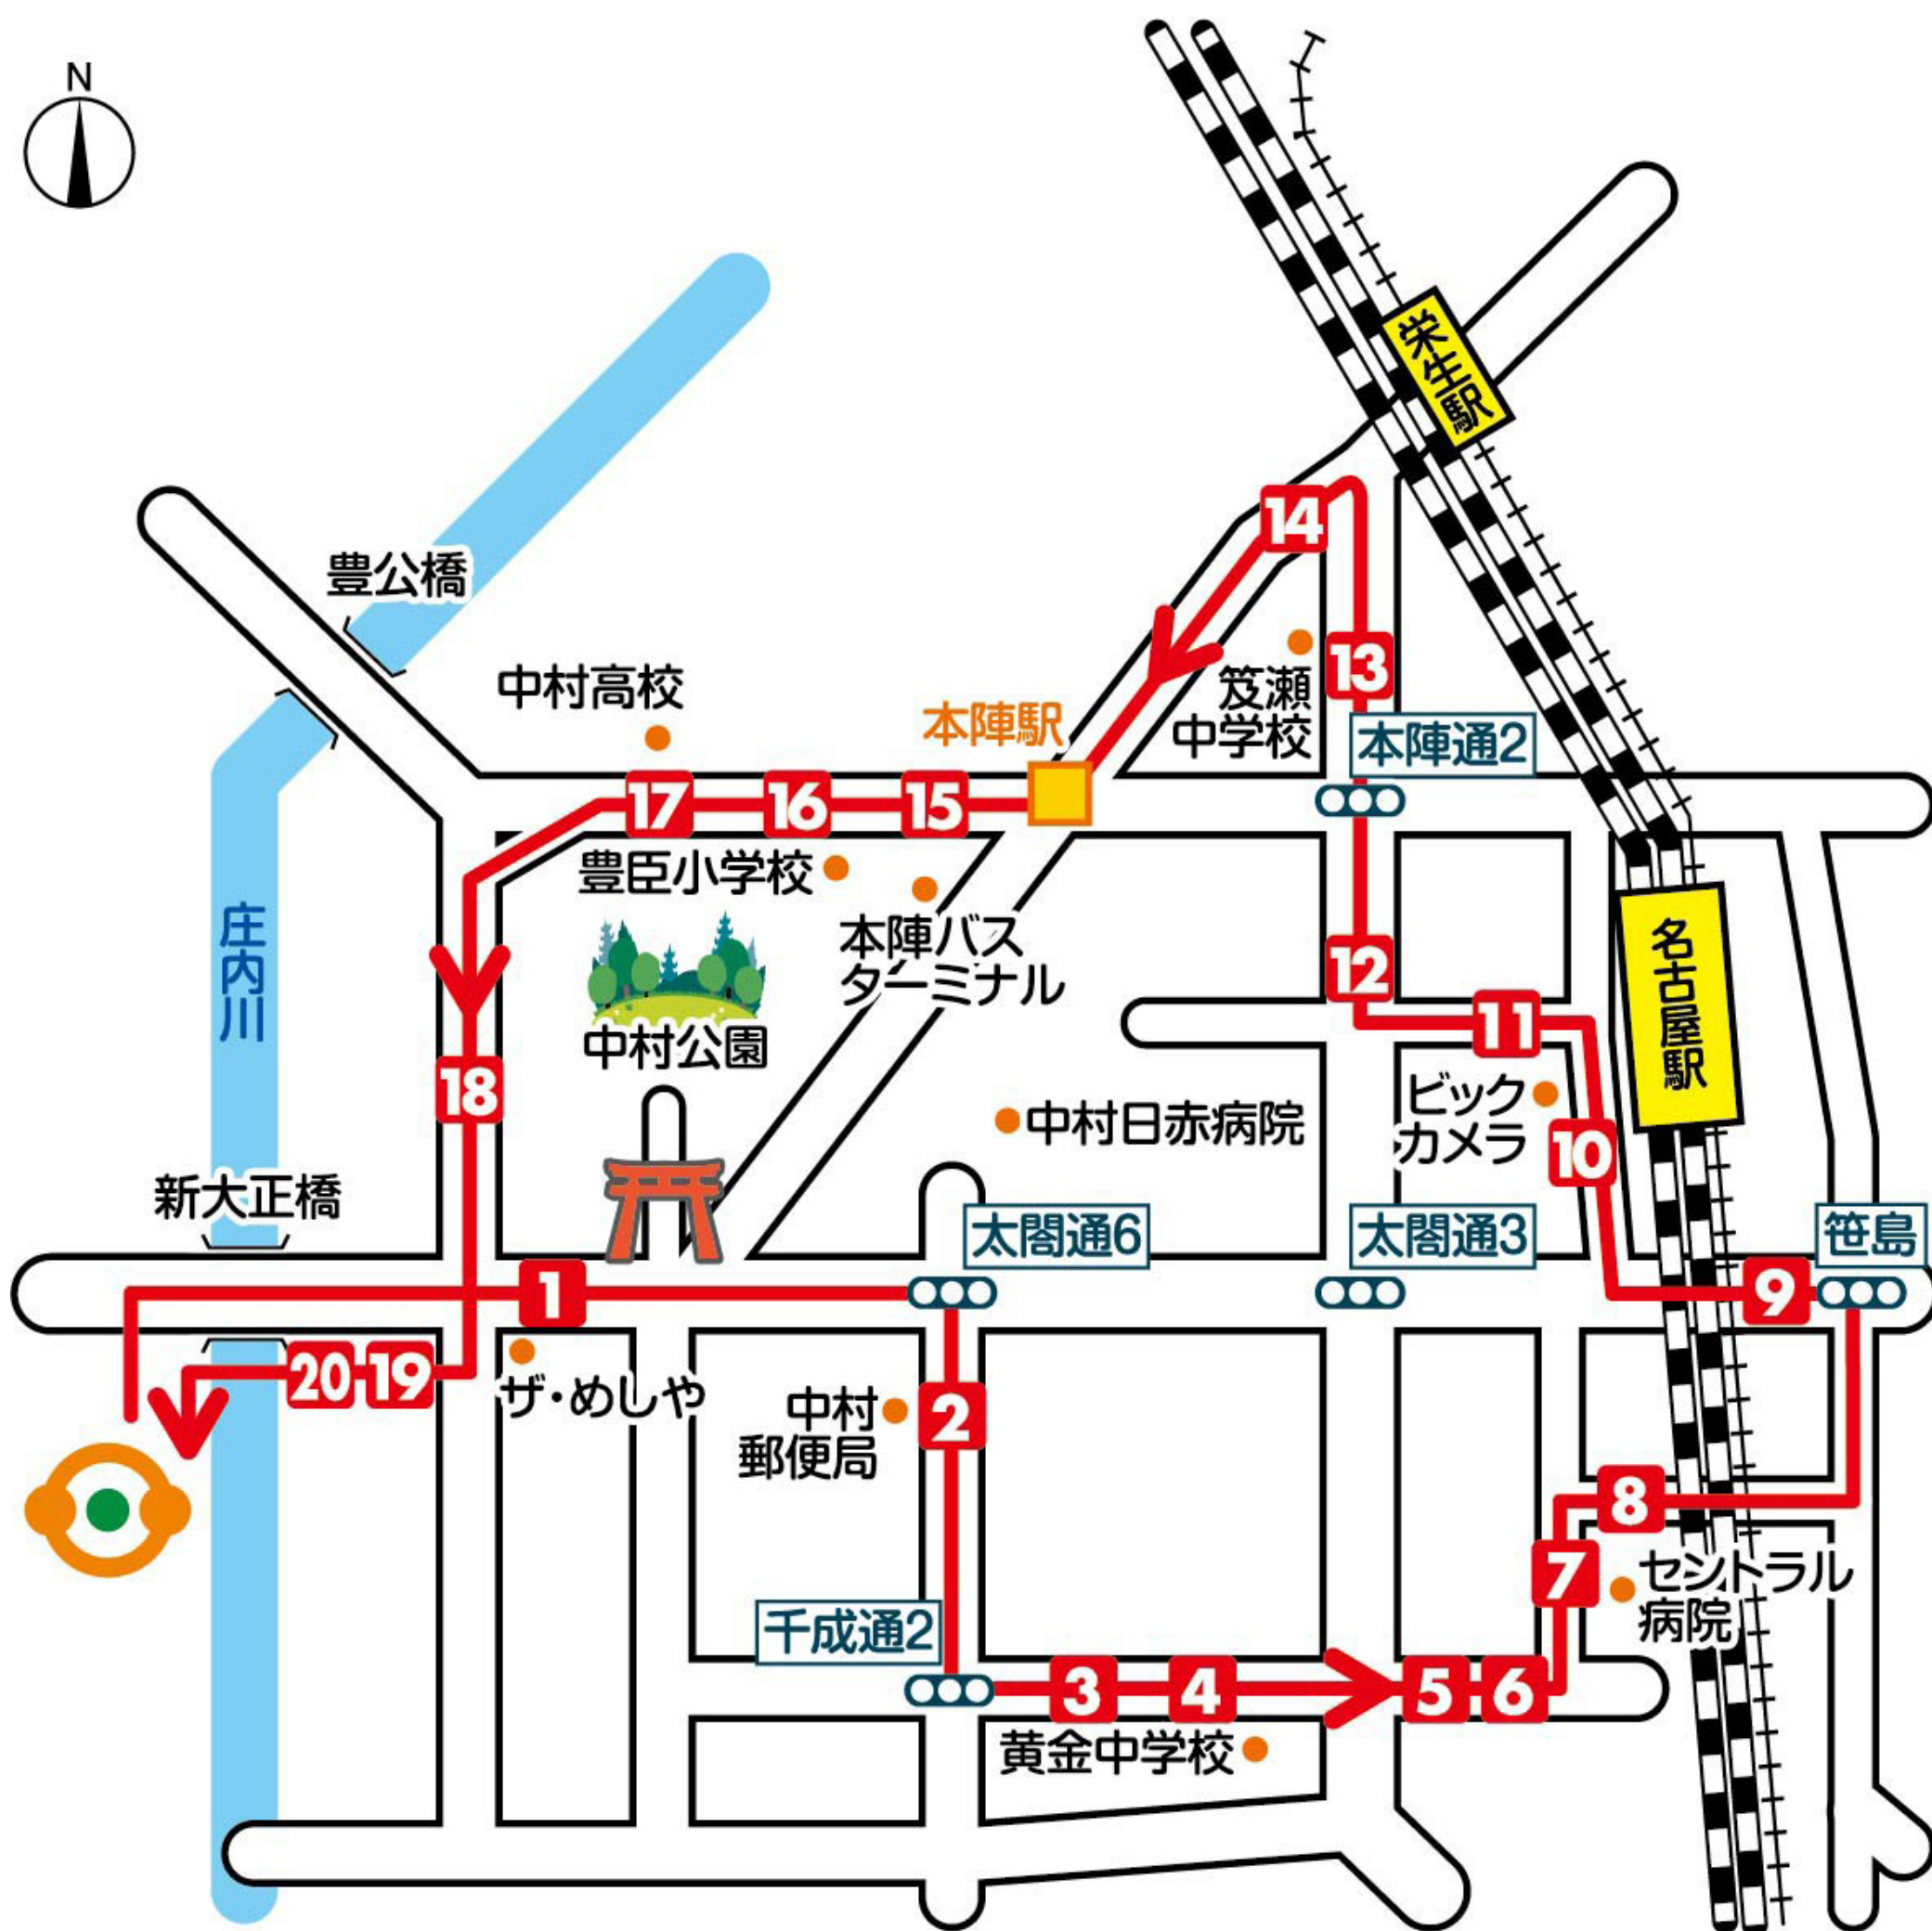 N
栄生駅
14
豊公橋
13
中村高校
笈瀬
中学校
本陣駅
本陣通2
17
16
15
豊臣小学校
本陣バス
ターミナル
庄内川
名古屋駅
12
11
中村公園
18
中村日赤病院
ビック
カメラ
10
新大正橋
太閤通6
太閤通3
笹島
1
9
20
19
ザ・めしや
中村
郵便局
2
8
7
セントラル
病院
千成通2
3
4
5
6
黄金中学校